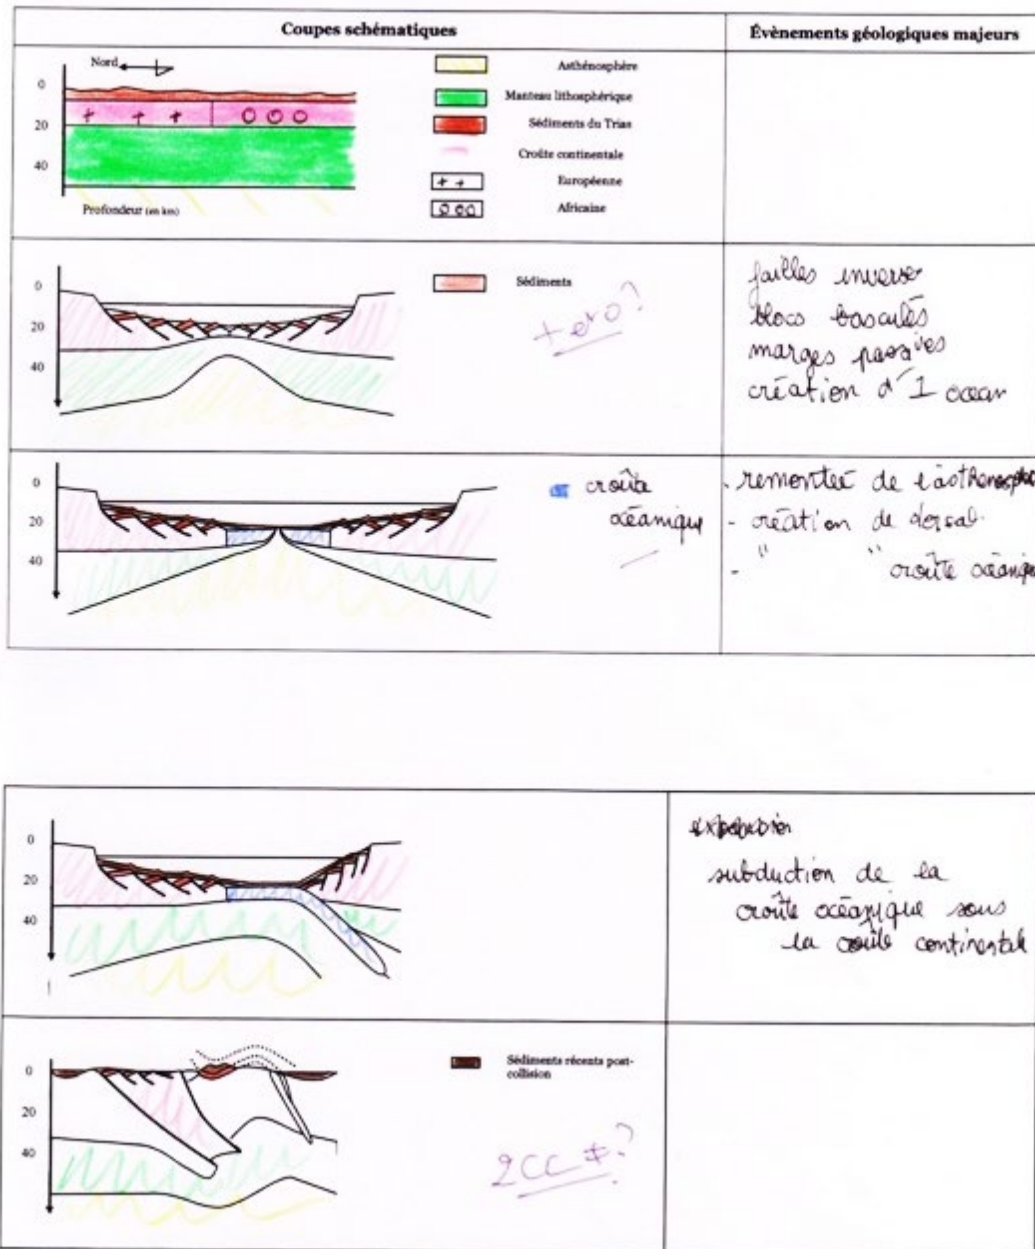 Coupes schématiques
Évènements géologiques majeurs
Nord
0
20
40
Profondeur (en km)
Asthénosphère
Manteau lithosphérique
Sédiments du Trias
Croûte continentale
Européenne
Africaine
0
20
40
Sédiments
+ et o ?
failles inverses
blocs basculés
marges passives
création d'1 ocean
0
20
40
croûte
océanique
- remontée de l'asthenosphe
- création de dorsal
- " " croûte océanique
0
20
40
subduction de la
croûte océanique sous
la croûte continentale
0
20
40
Sédiments récents post-
collision
2CC ≠ ?